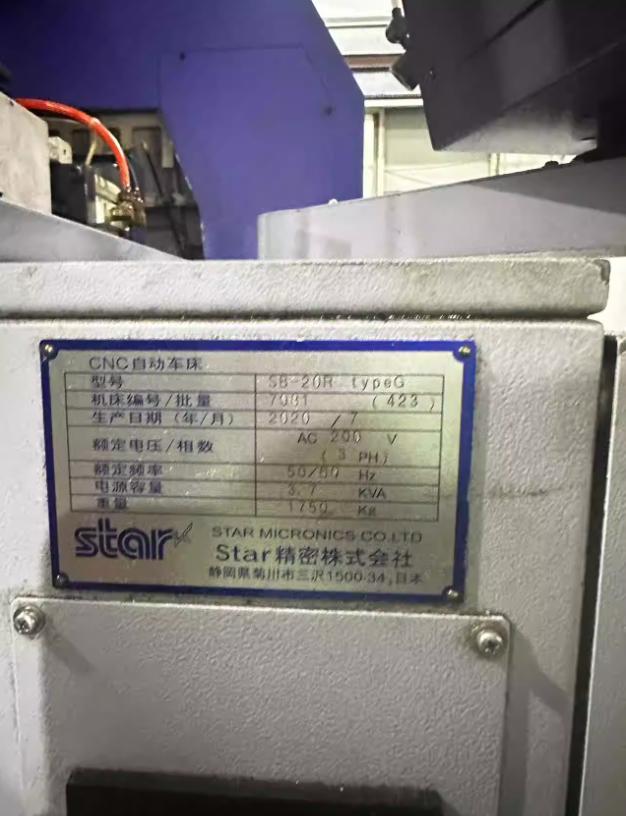 CNC自动车床
型号 SB-20R typeG
机床编号/批量 7081 (423)
生产日期（年/月） 2020 / 7
额定电压/相数 AC 200 V
( 3 PH)
额定频率 50/60 Hz
电源容量 3.7 KVA
重量 1750 Kg
star STAR MICRONICS CO.LTD
Star精密株式会社
静岡県菊川市三沢1500-34,日本